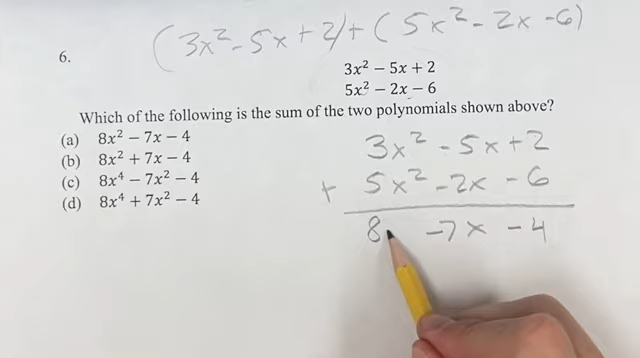 (3x² - 5x + 2) + (5x² - 2x - 6)
6.
3x² − 5x + 2
5x² − 2x − 6
Which of the following is the sum of the two polynomials shown above?
(a) 8x² − 7x − 4
(b) 8x² + 7x − 4
(c) 8x⁴ − 7x² − 4
(d) 8x⁴ + 7x² − 4
3x² - 5x + 2
+ 5x² - 2x - 6
8 -7x - 4